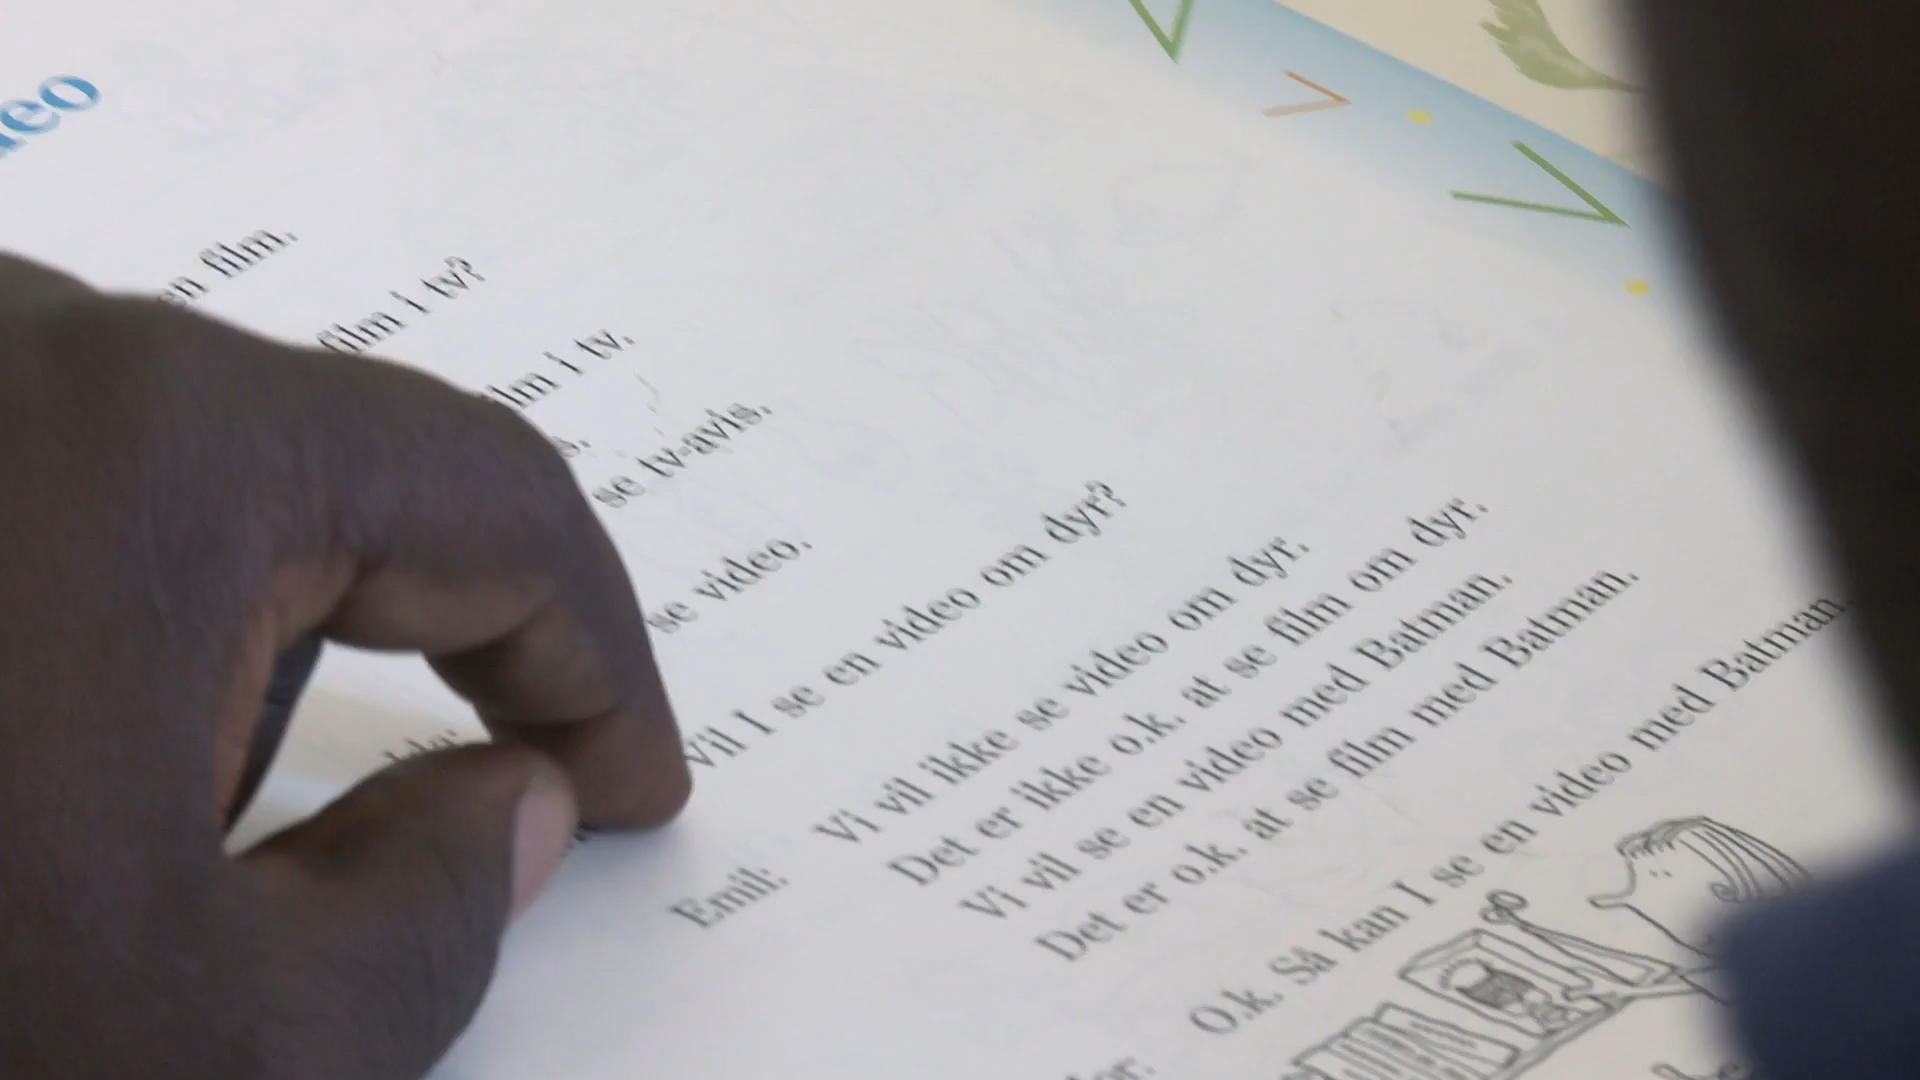 en film.
film i tv?
film i tv.
se tv-avis.
se video.
Vil I se en video om dyr?
Emil: Vi vil ikke se video om dyr.
Det er ikke o.k. at se film om dyr.
Vi vil se en video med Batman.
Det er o.k. at se film med Batman.
O.k. Så kan I se en video med Batman.